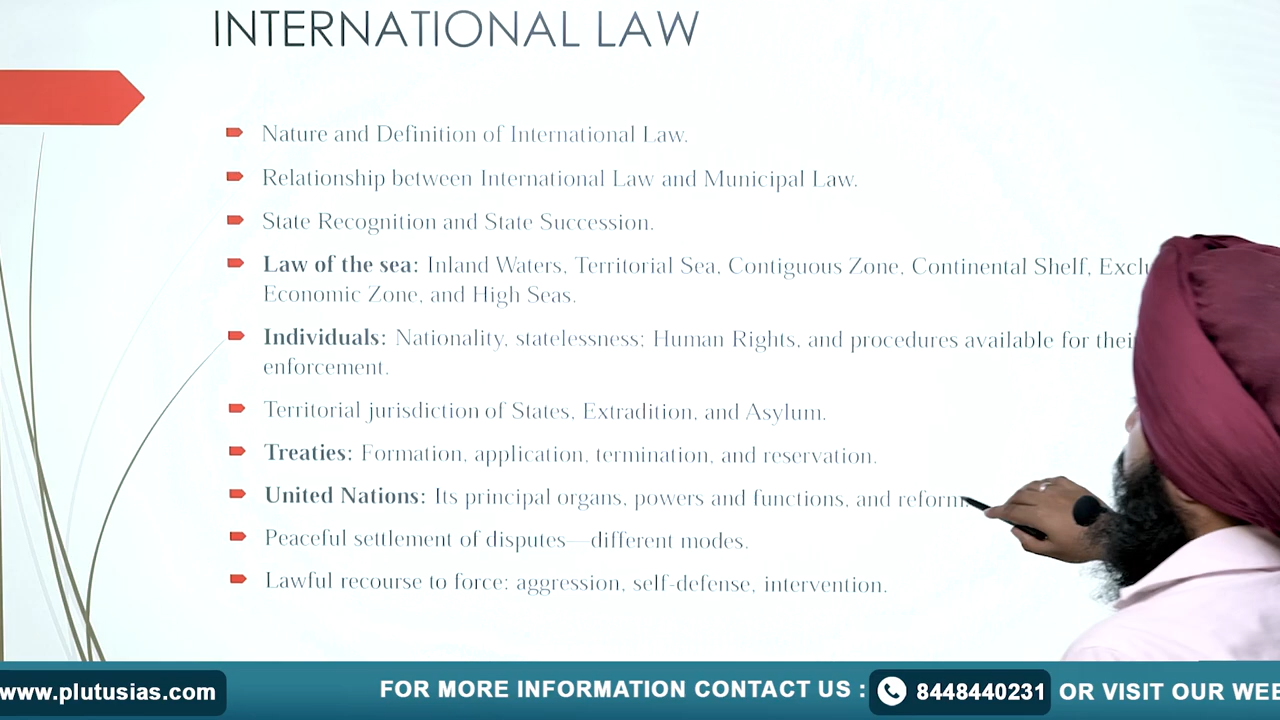 INTERNATIONAL LAW
Nature and Definition of International Law.
Relationship between International Law and Municipal Law.
State Recognition and State Succession.
Law of the sea: Inland Waters, Territorial Sea, Contiguous Zone, Continental Shelf,
Economic Zone, and High Seas.
Individuals: Nationality, statelessness; Human Rights, and procedures available for their
enforcement.
Territorial jurisdiction of States, Extradition, and Asylum.
Treaties: Formation, application, termination, and reservation.
United Nations: Its principal organs, powers and functions, and reform.
Peaceful settlement of disputes—different modes.
Lawful recourse to force: aggression, self-defense, intervention.
www.plutusias.com FOR MORE INFORMATION CONTACT US : 8448440231 OR VISIT OUR